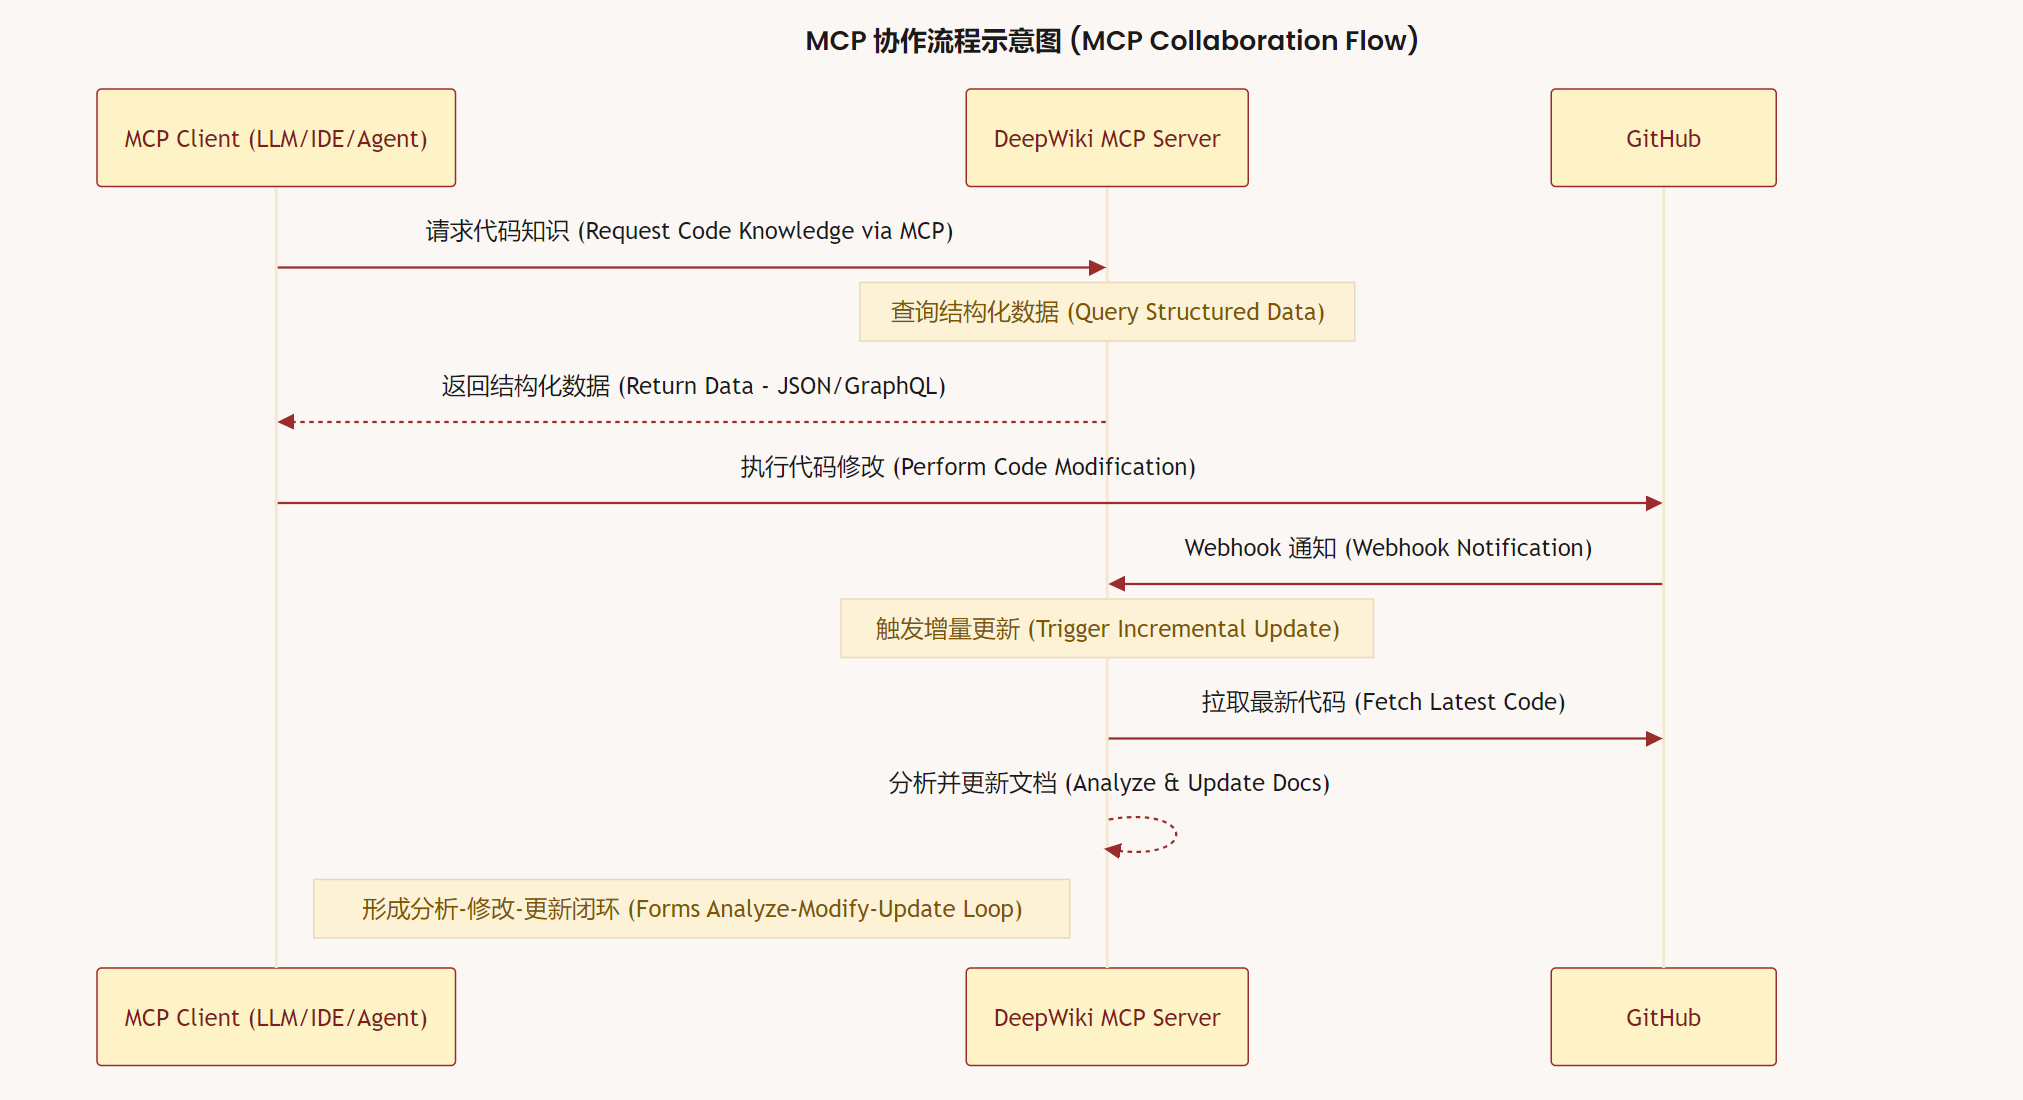 MCP 协作流程示意图 (MCP Collaboration Flow)
MCP Client (LLM/IDE/Agent)
DeepWiki MCP Server
GitHub
请求代码知识 (Request Code Knowledge via MCP)
查询结构化数据 (Query Structured Data)
返回结构化数据 (Return Data - JSON/GraphQL)
执行代码修改 (Perform Code Modification)
Webhook 通知 (Webhook Notification)
触发增量更新 (Trigger Incremental Update)
拉取最新代码 (Fetch Latest Code)
分析并更新文档 (Analyze & Update Docs)
形成分析-修改-更新闭环 (Forms Analyze-Modify-Update Loop)
MCP Client (LLM/IDE/Agent)
DeepWiki MCP Server
GitHub